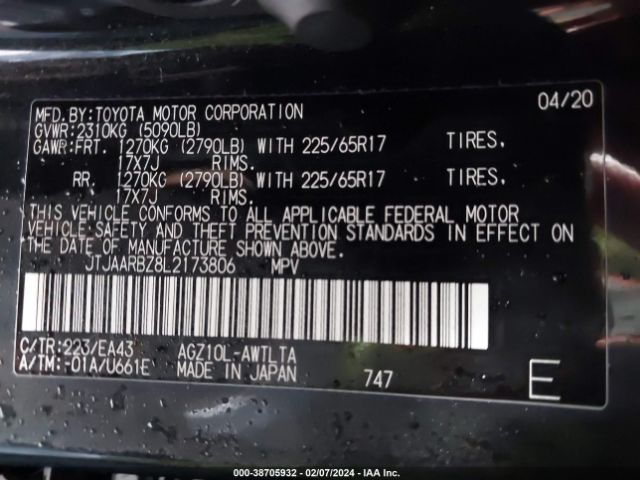 MFD. BY: TOYOTA MOTOR CORPORATION 04/20
GVWR: 2310KG (5090LB)
GAWR: FRT. 1270KG (2790LB) WITH 225/65R17 TIRES.
17X7J RIMS.
RR. 1270KG (2790LB) WITH 225/65R17 TIRES.
17X7J RIMS.
THIS VEHICLE CONFORMS TO ALL APPLICABLE FEDERAL MOTOR
VEHICLE SAFETY AND THEFT PREVENTION STANDARDS IN EFFECT ON
THE DATE OF MANUFACTURE SHOWN ABOVE.
JTJAARBZ8L2173806 MPV
C/TR: 223/EA43 AGZ10L-AWTLTA
A/TM: -01A/U661E MADE IN JAPAN 747 E
000-38705932 - 02/07/2024 - IAA Inc.